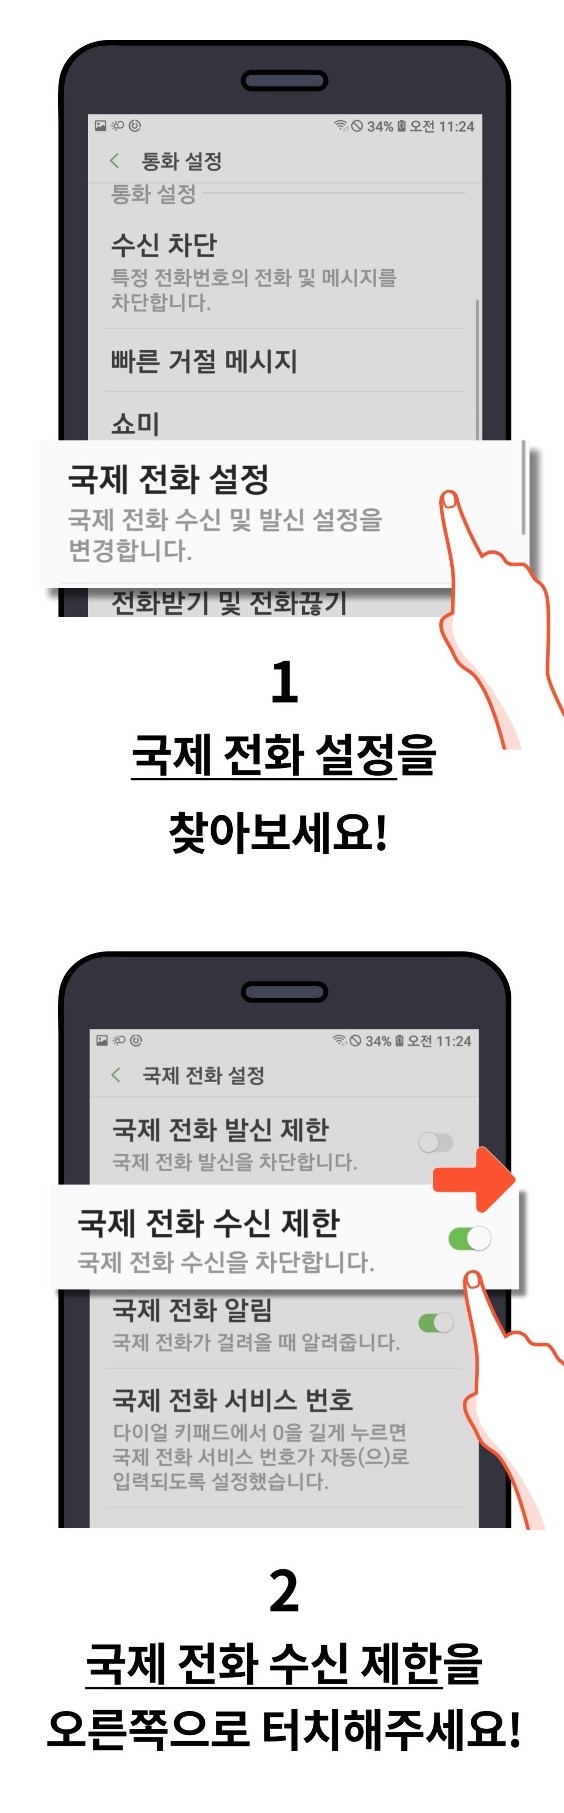 34% 오전 11:24
통화 설정
통화 설정
수신 차단
특정 전화번호의 전화 및 메시지를
차단합니다.
빠른 거절 메시지
쇼미
국제 전화 설정
국제 전화 수신 및 발신 설정을
변경합니다.
전화받기 및 전화끊기
1
국제 전화 설정을
찾아보세요!
34% 오전 11:24
국제 전화 설정
국제 전화 발신 제한
국제 전화 발신을 차단합니다.
국제 전화 수신 제한
국제 전화 수신을 차단합니다.
국제 전화 알림
국제 전화가 걸려올 때 알려줍니다.
국제 전화 서비스 번호
다이얼 키패드에서 0을 길게 누르면
국제 전화 서비스 번호가 자동(으)로
입력되도록 설정했습니다.
2
국제 전화 수신 제한을
오른쪽으로 터치해주세요!